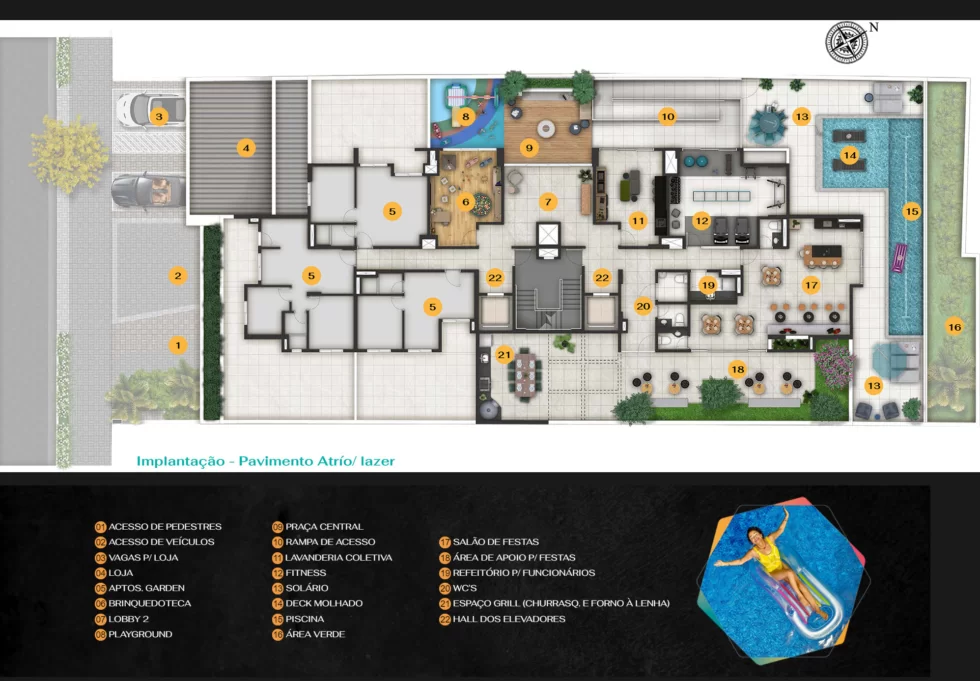 N
3
4
8
9
10
13
14
5
6
7
11
12
15
2
5
5
22
22
19
20
17
16
1
21
18
13
Implantação - Pavimento Atrío/ lazer
01 ACESSO DE PEDESTRES
02 ACESSO DE VEÍCULOS
03 VAGAS P/ LOJA
04 LOJA
05 APTOS. GARDEN
06 BRINQUEDOTECA
07 LOBBY 2
08 PLAYGROUND
09 PRAÇA CENTRAL
10 RAMPA DE ACESSO
11 LAVANDERIA COLETIVA
12 FITNESS
13 SOLÁRIO
14 DECK MOLHADO
15 PISCINA
16 ÁREA VERDE
17 SALÃO DE FESTAS
18 ÁREA DE APOIO P/ FESTAS
19 REFEITÓRIO P/ FUNCIONÁRIOS
20 WC'S
21 ESPAÇO GRILL (CHURRASQ. E FORNO À LENHA)
22 HALL DOS ELEVADORES